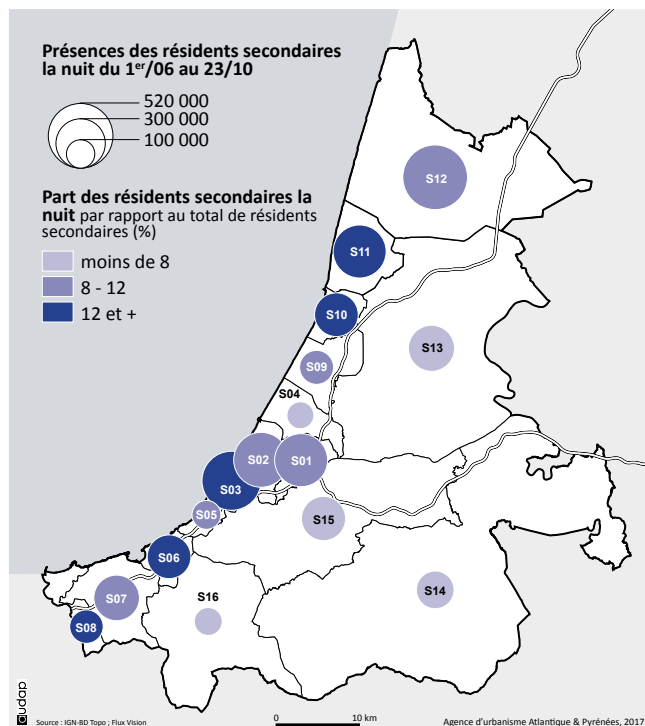 Présences des résidents secondaires
la nuit du 1er/06 au 23/10
520 000
300 000
100 000
Part des résidents secondaires la
nuit par rapport au total de résidents
secondaires (%)
moins de 8
8 - 12
12 et +
S12
S11
S10
S13
S09
S04
S02
S01
S03
S05
S15
S06
S14
S16
S07
S08
audap
Source : IGN-BD Topo ; Flux Vision
0
10 km
Agence d'urbanisme Atlantique & Pyrénées, 2017